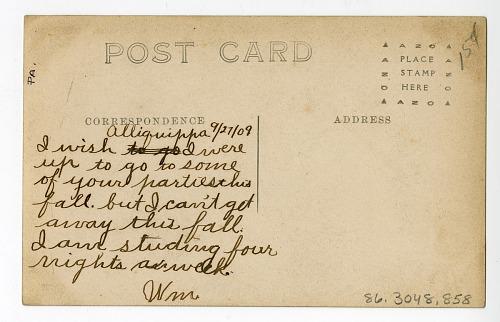 POST CARD
15¢
PA.
AZO
PLACE
STAMP
HERE
AZO
AZO
AZO
CORRESPONDENCE
ADDRESS
Alliquippa 9/27/09
I wish to go I were
up to go to some
of your parties this
fall. but I can't get
away this fall.
I am studing four
nights a week.
Wm
86.3048,858